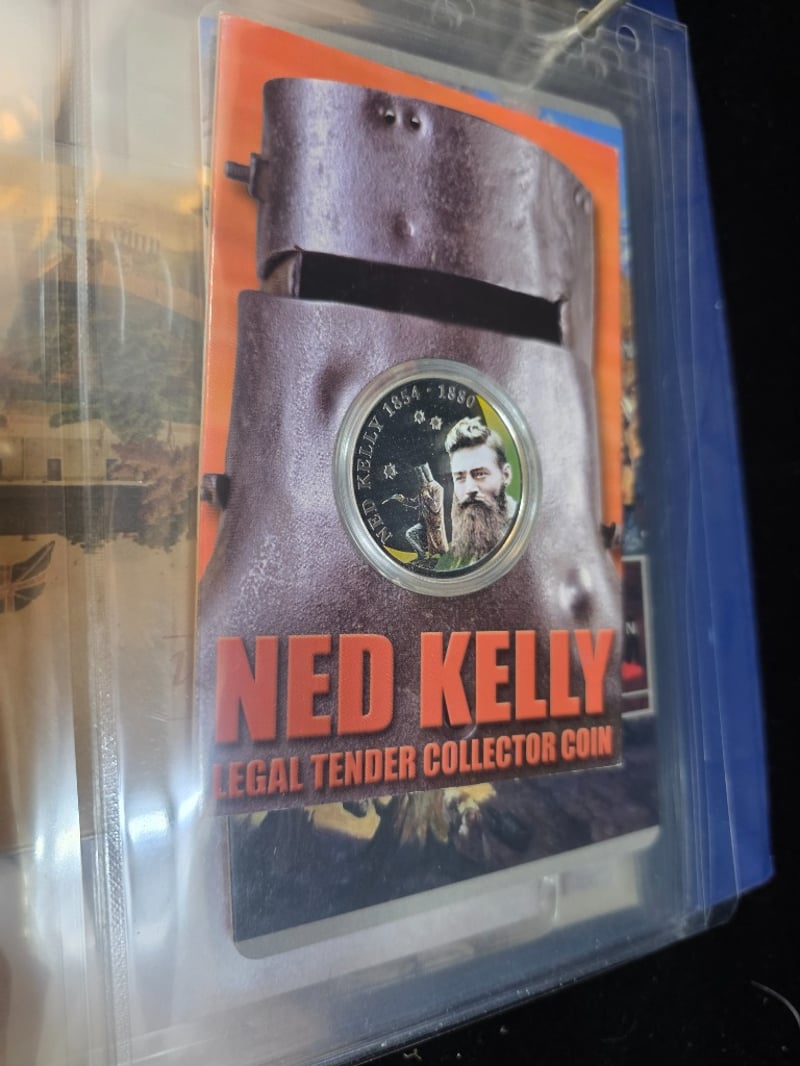 NED KELLY 1854 - 1880
NED KELLY
LEGAL TENDER COLLECTOR COIN